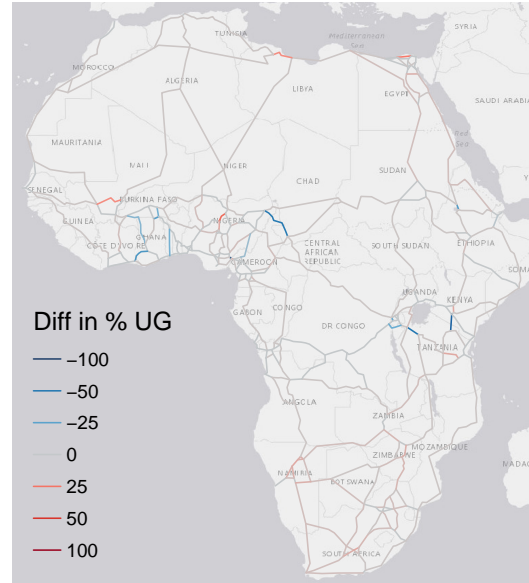 SYRIA
TUNISIA
Mediterranean
Sea
MOROCCO
ALGERIA
LIBYA
EGYPT
SAUDI ARABIA
Red
Sea
MAURITANIA
MALI
NIGER
CHAD
SUDAN
SENEGAL
BURKINA FASO
GUINEA
NIGERIA
GHANA
CÔTE D'IVOIRE
CENTRAL
AFRICAN
REPUBLIC
SOUTH SUDAN
ETHIOPIA
CAMEROON
SOMA
UGANDA
KENYA
GABON
CONGO
DR CONGO
TANZANIA
ANGOLA
ZAMBIA
MOZAMBIQUE
ZIMBABWE
NAMIBIA
BOTSWANA
MADAG
SOUTH AFRICA
Diff in % UG
−100
−50
−25
0
25
50
100